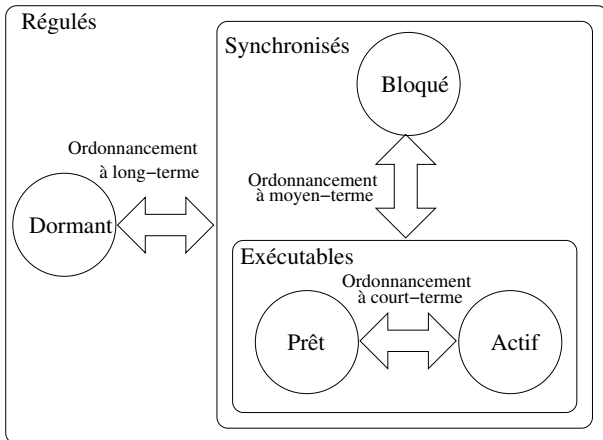 Régulés
Synchronisés
Bloqué
Ordonnancement
à long-terme
Ordonnancement
à moyen-terme
Dormant
Exécutables
Ordonnancement
à court-terme
Prêt
Actif